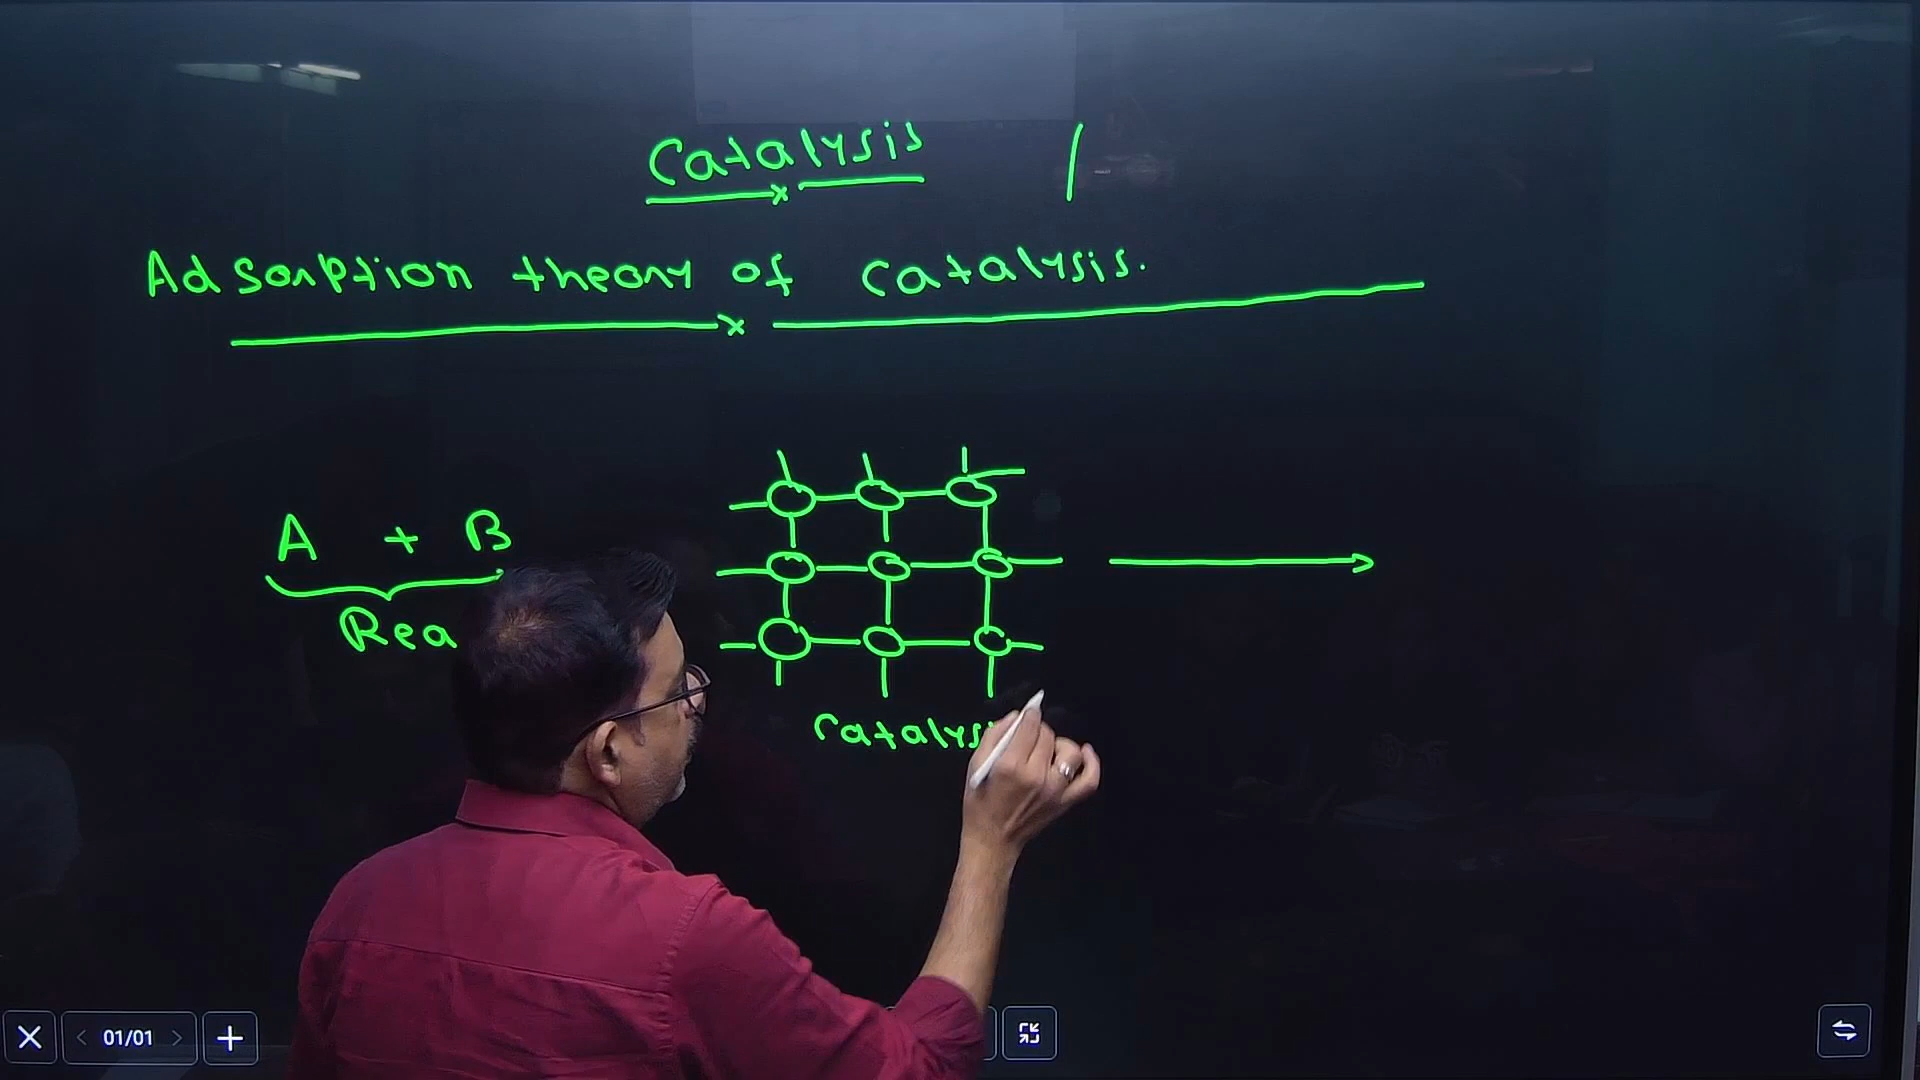 Catalysis
Adsorption theory of catalysis.
A + B
Rea
Catalys
01/01